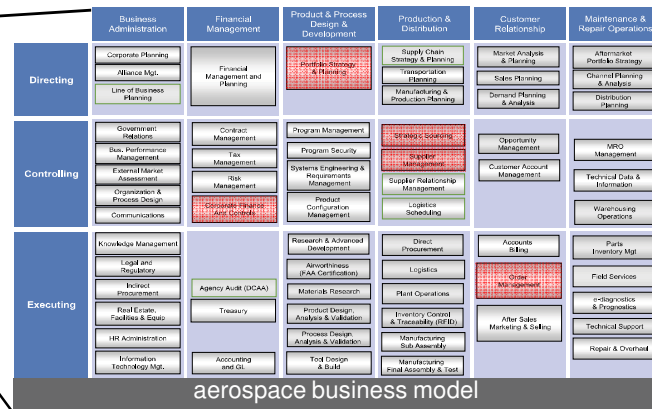 Business
Administration
Financial
Management
Product & Process
Design &
Development
Production &
Distribution
Customer
Relationship
Maintenance &
Repair Operations
Directing
Corporate Planning
Alliance Mgt.
Line of Business
Planning
Financial
Management and
Planning
Portfolio Strategy
& Planning
Supply Chain
Strategy & Planning
Transportation
Planning
Manufacturing &
Production Planning
Market Analysis
& Planning
Sales Planning
Demand Planning
& Analysis
Aftermarket
Portfolio Strategy
Channel Planning
& Analysis
Distribution
Planning
Controlling
Government
Relations
Bus. Performance
Management
External Market
Assessment
Organization &
Process Design
Communications
Contract
Management
Tax
Management
Risk
Management
Corporate Finance
And Controls
Program Management
Program Security
Systems Engineering &
Requirements
Management
Product
Configuration
Management
Strategic Sourcing
Supplier
Management
Supplier Relationship
Management
Logistics
Scheduling
Opportunity
Management
Customer Account
Management
MRO
Management
Technical Data &
Information
Warehousing
Operations
Executing
Knowledge Management
Legal and
Regulatory
Indirect
Procurement
Real Estate,
Facilities & Equip
HR Administration
Information
Technology Mgt.
Agency Audit (DCAA)
Treasury
Accounting
and GL
Research & Advanced
Development
Airworthiness
(FAA Certification)
Materials Research
Product Design,
Analysis & Validation
Process Design,
Analysis & Validation
Tool Design
& Build
Direct
Procurement
Logistics
Plant Operations
Inventory Control
& Traceability (RFID)
Manufacturing
Sub Assembly
Manufacturing
Final Assembly & Test
Accounts
Billing
Order
Management
After Sales
Marketing & Selling
Parts
Inventory Mgt
Field Services
e-diagnostics
& Prognostics
Technical Support
Repair & Overhaul
aerospace business model